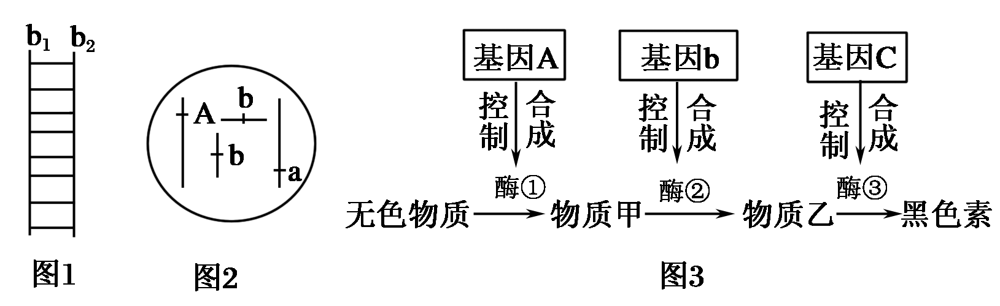 b₁ b₂
图1
A b
b a
图2
基因A 基因b 基因C
控制 合成 控制 合成 控制 合成
酶① 酶② 酶③
无色物质 物质甲 物质乙 黑色素
图3